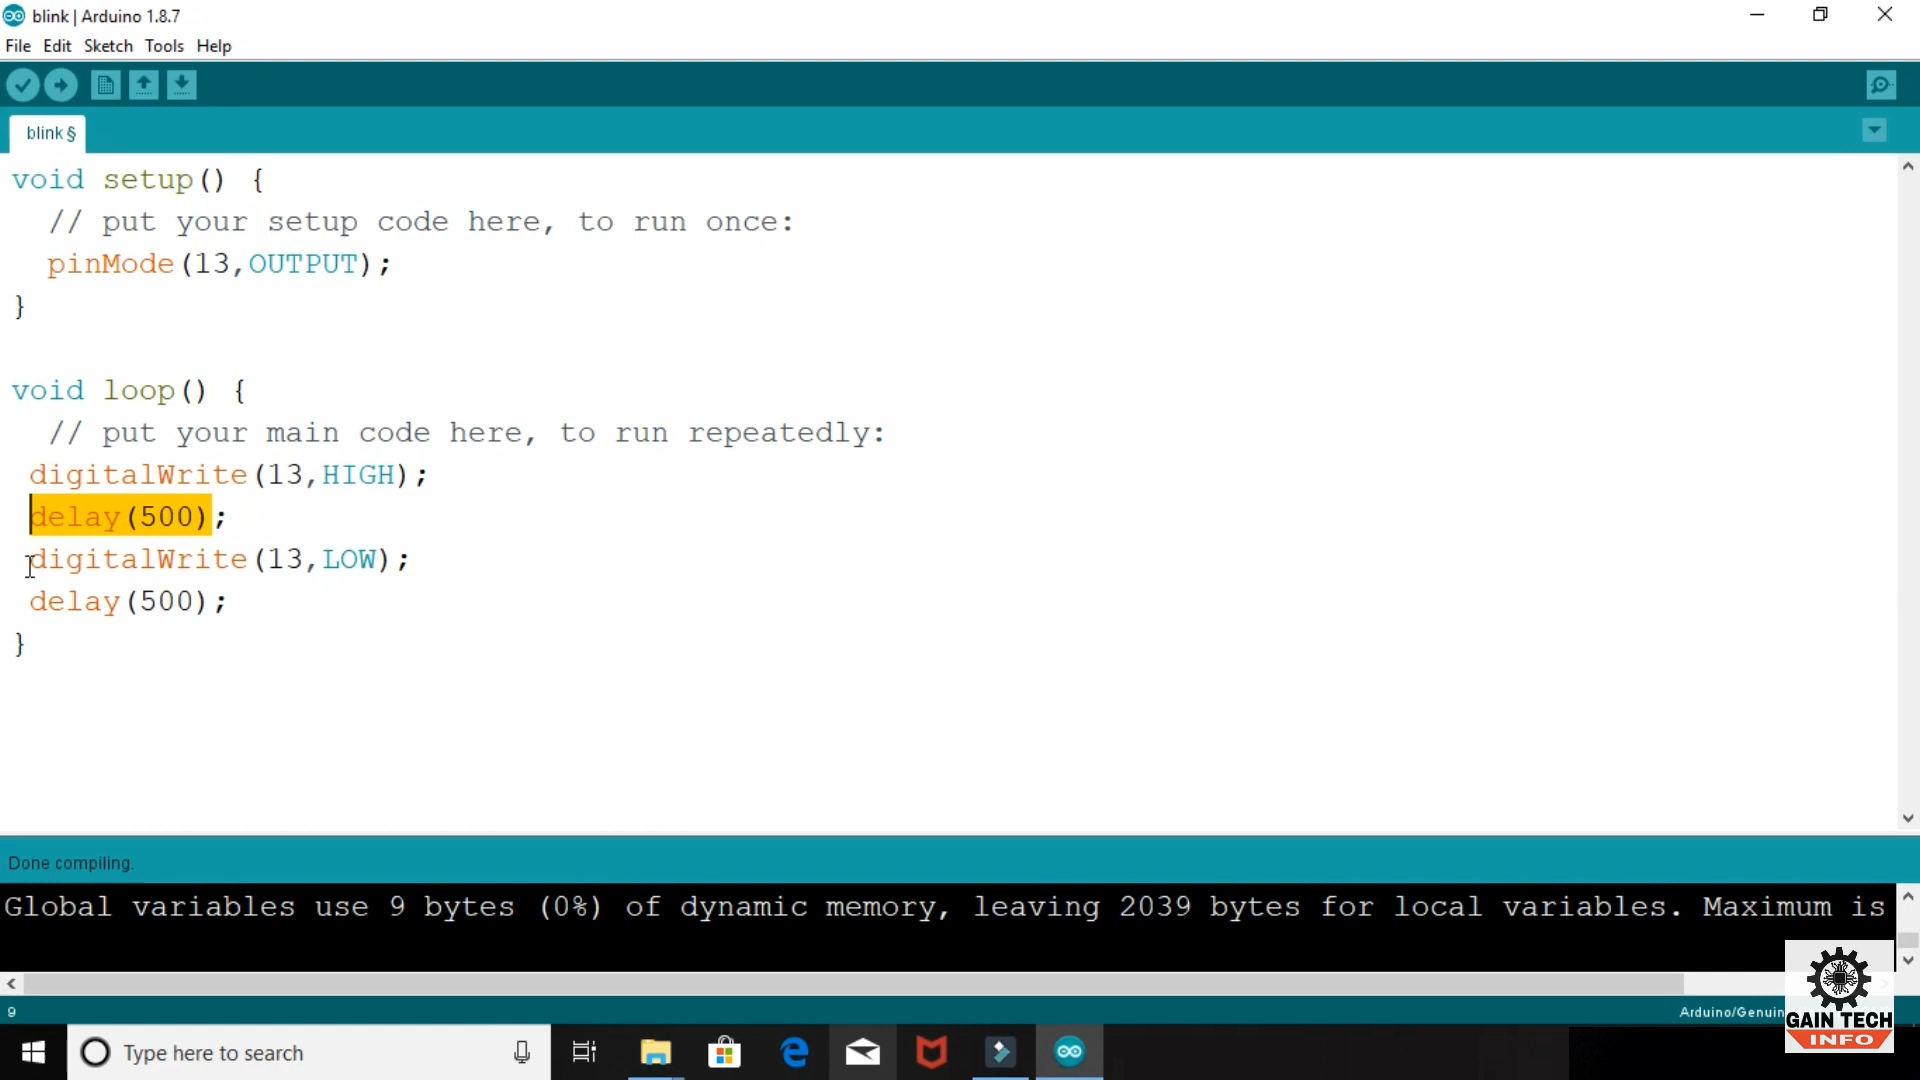 blink | Arduino 1.8.7
File Edit Sketch Tools Help
blink §
void setup() {
// put your setup code here, to run once:
pinMode(13,OUTPUT);
}
void loop() {
// put your main code here, to run repeatedly:
digitalWrite(13,HIGH);
delay(500);
digitalWrite(13,LOW);
delay(500);
}
Done compiling.
Global variables use 9 bytes (0%) of dynamic memory, leaving 2039 bytes for local variables. Maximum is
9
Arduino/Genuin
GAIN TECH
INFO
Type here to search